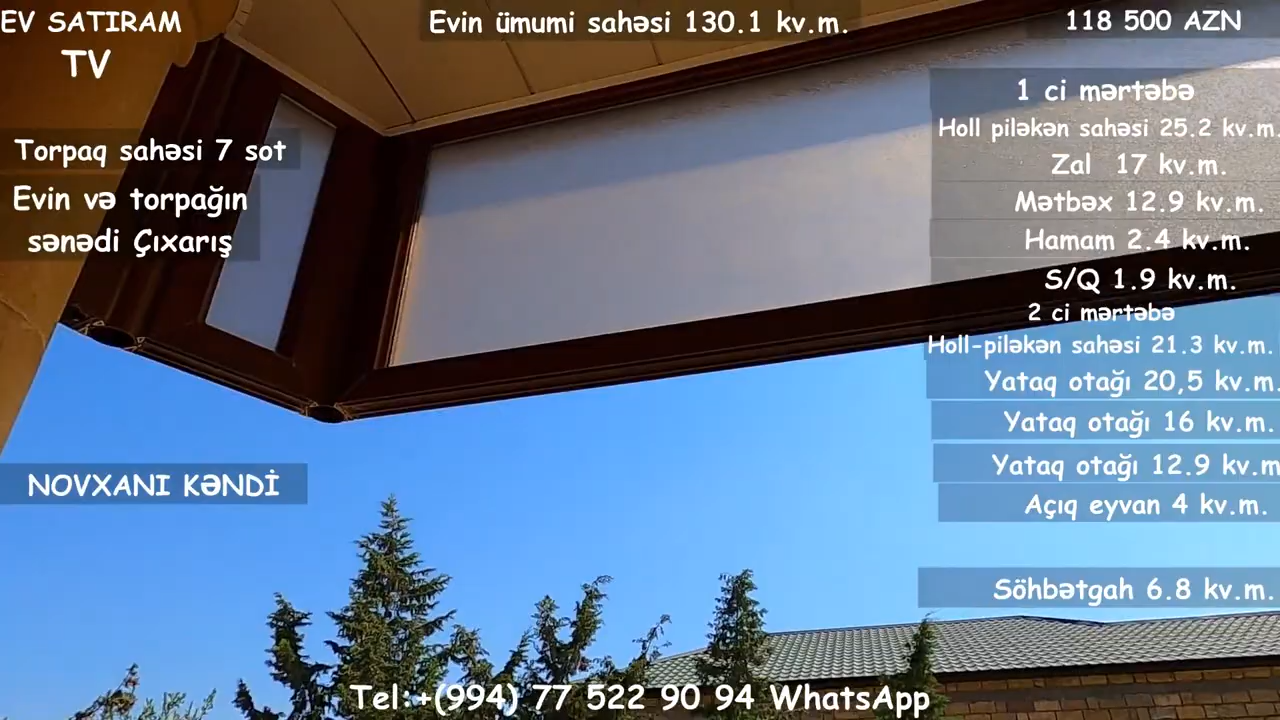 EV SATIRAM
TV
Evin ümumi sahəsi 130.1 kv.m.
118 500 AZN
Torpaq sahəsi 7 sot
Evin və torpağın
sənədi Çıxarış
NOVXANI KƏNDİ
1 ci mərtəbə
Holl piləkən sahəsi 25.2 kv.m.
Zal 17 kv.m.
Mətbəx 12.9 kv.m.
Hamam 2.4 kv.m.
S/Q 1.9 kv.m.
2 ci mərtəbə
Holl-piləkən sahəsi 21.3 kv.m.
Yataq otağı 20,5 kv.m.
Yataq otağı 16 kv.m.
Yataq otağı 12.9 kv.m
Açıq eyvan 4 kv.m.
Söhbətgah 6.8 kv.m.
Tel:+(994) 77 522 90 94 WhatsApp